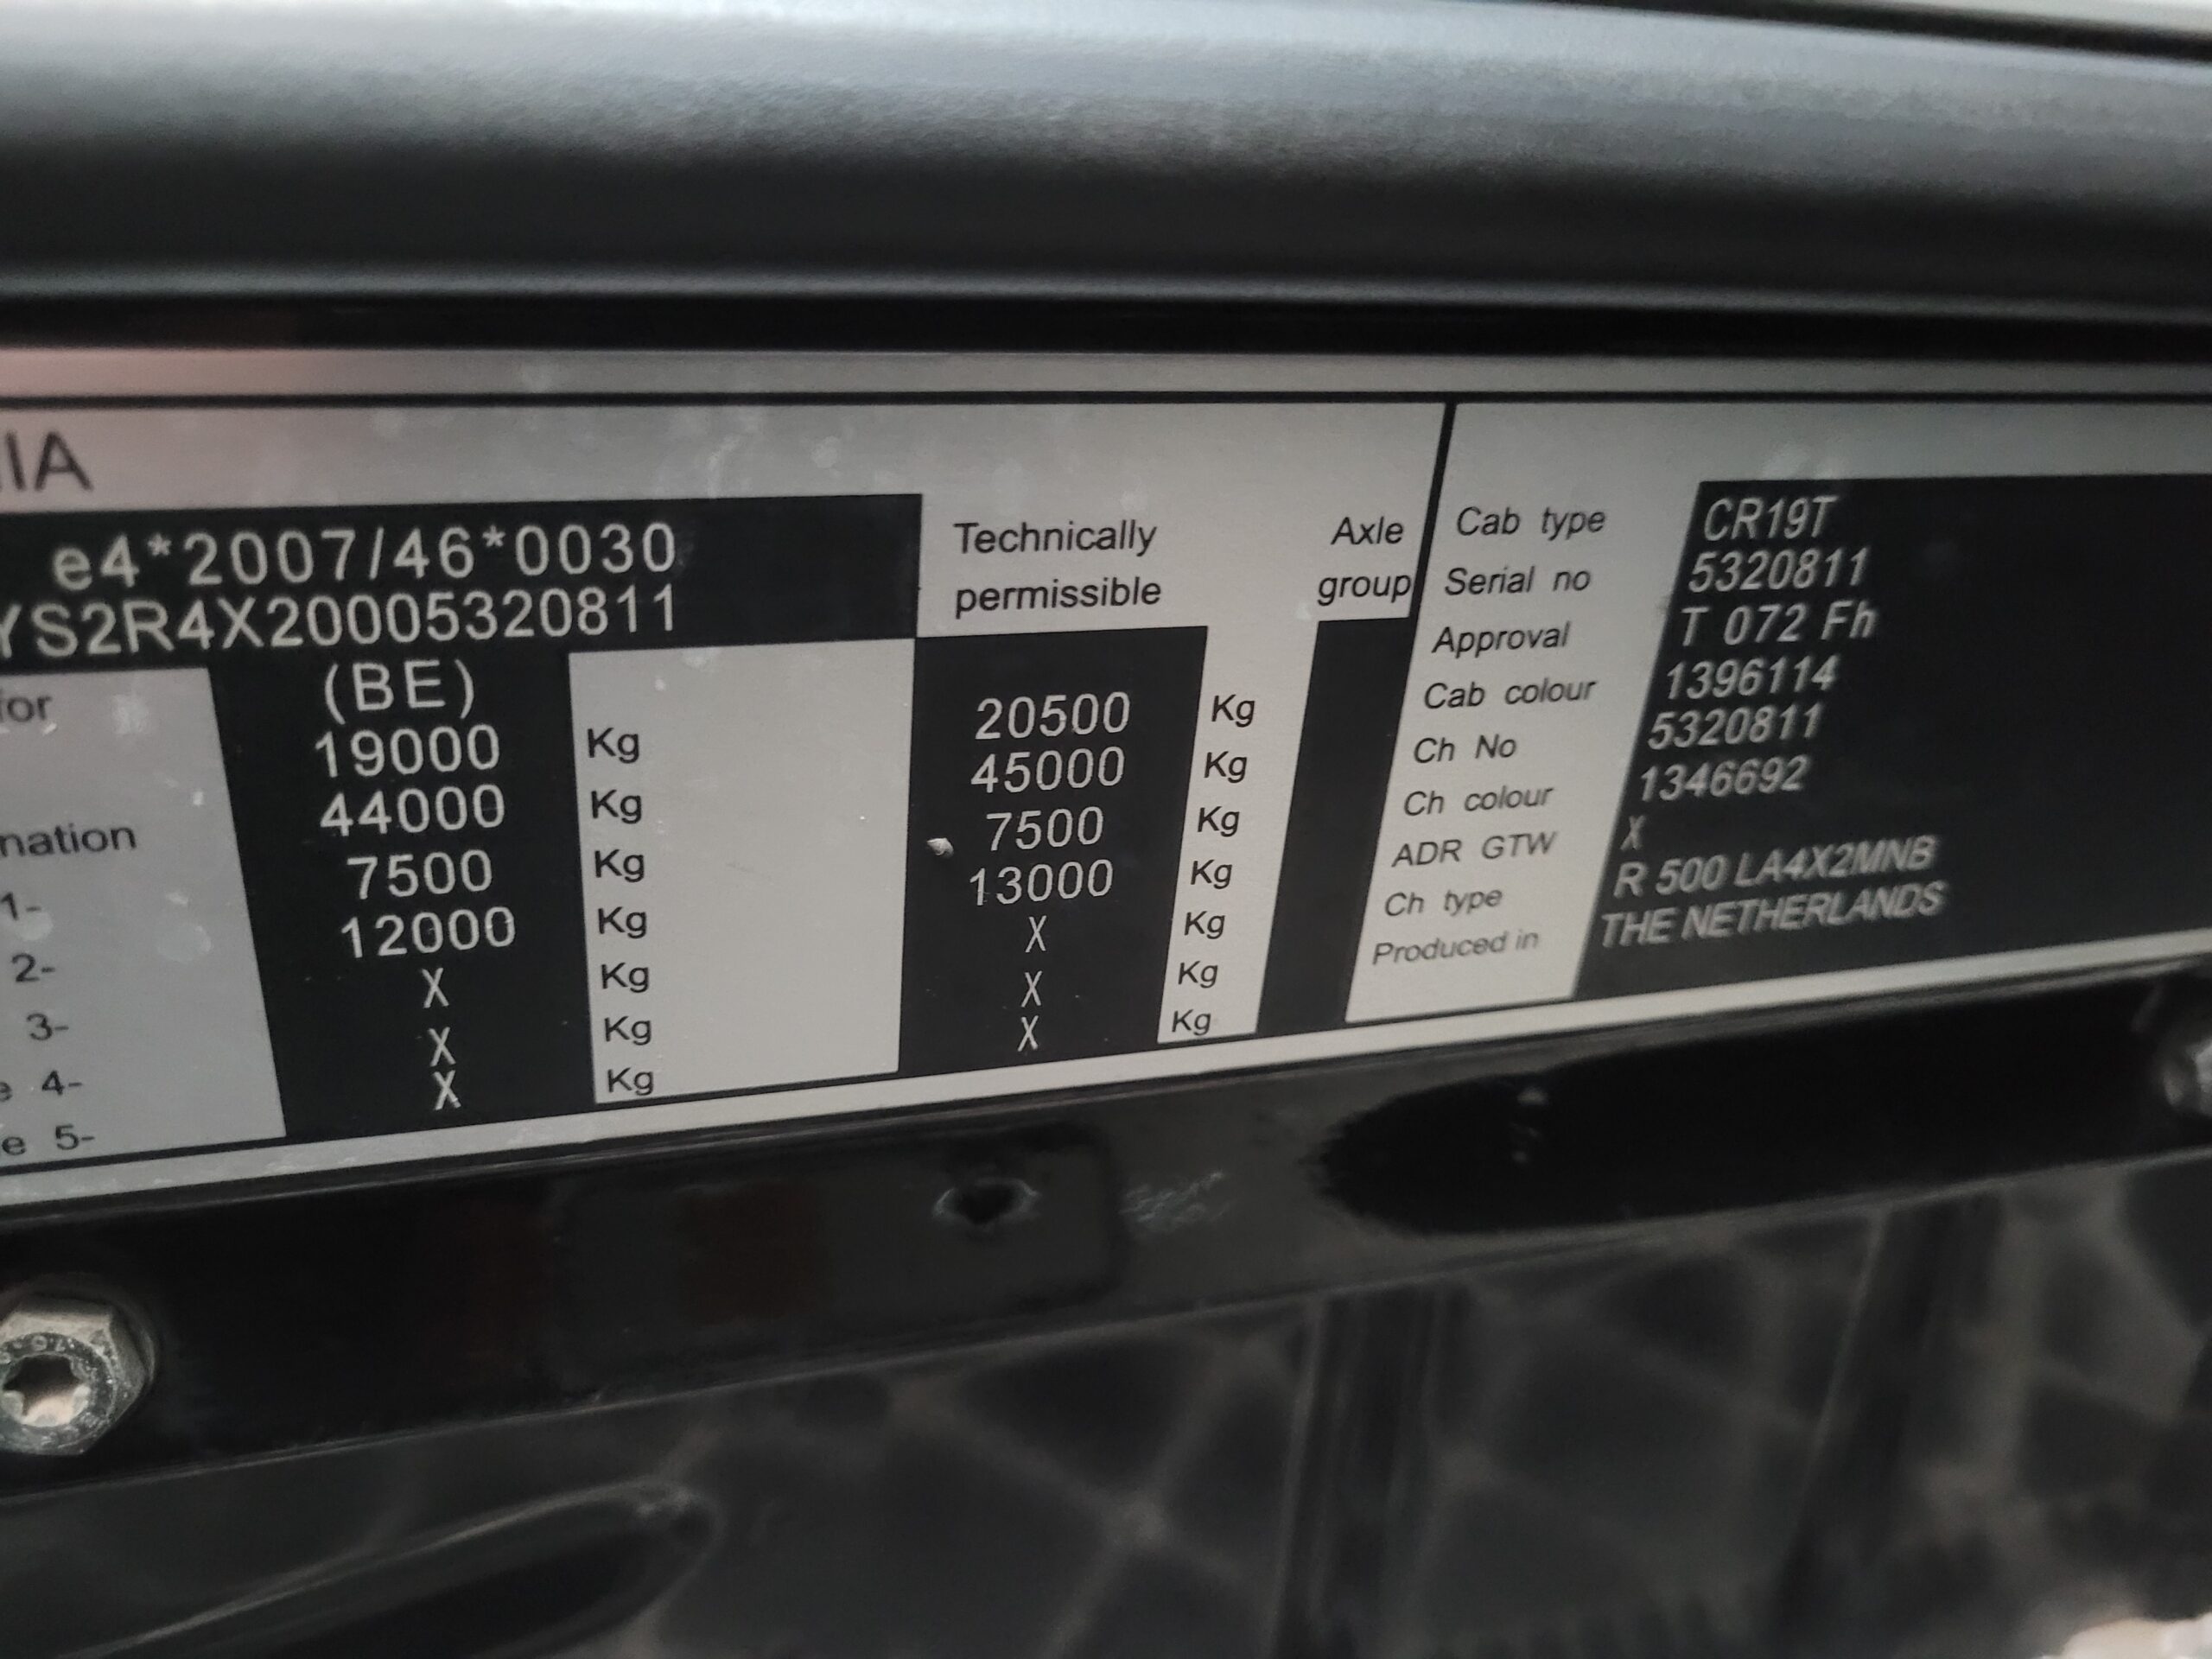 IA
e4*2007/46*0030
YS2R4X20005320811
for (BE)
19000 Kg
nation 44000 Kg
1- 7500 Kg
2- 12000 Kg
3- X Kg
4- X Kg
e 5- X Kg
Technically
permissible
20500 Kg
45000 Kg
7500 Kg
13000 Kg
X Kg
X Kg
X Kg
Axle
group
Cab type CR19T
Serial no 5320811
Approval T 072 Fh
Cab colour 1396114
Ch No 5320811
Ch colour 1346692
ADR GTW X
Ch type R 500 LA4X2MNB
Produced in THE NETHERLANDS